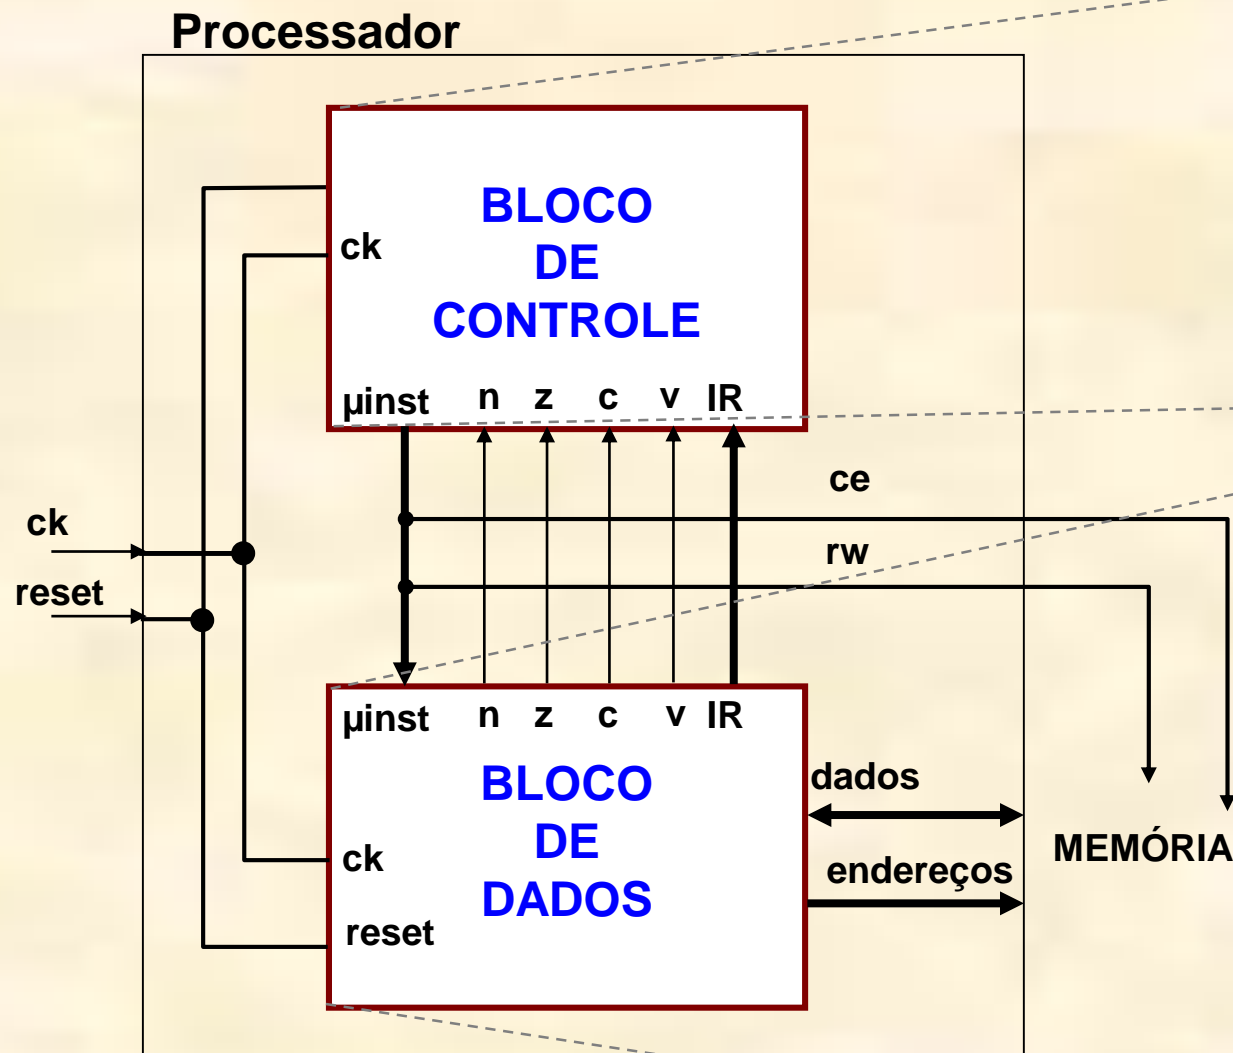 Processador
BLOCO
DE
CONTROLE
ck
µinst n z c v IR
ce
rw
ck
reset
µinst n z c v IR
BLOCO
DE
DADOS
ck
reset
dados
endereços
MEMÓRIA